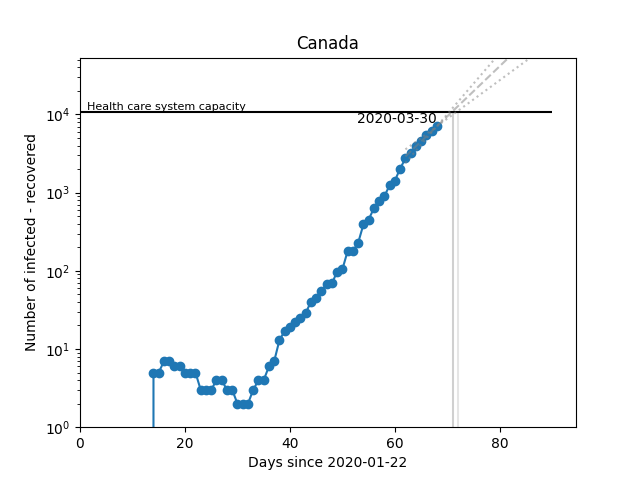 Canada
Health care system capacity
2020-03-30
Number of infected - recovered
10^4
10^3
10^2
10^1
10^0
0 20 40 60 80
Days since 2020-01-22